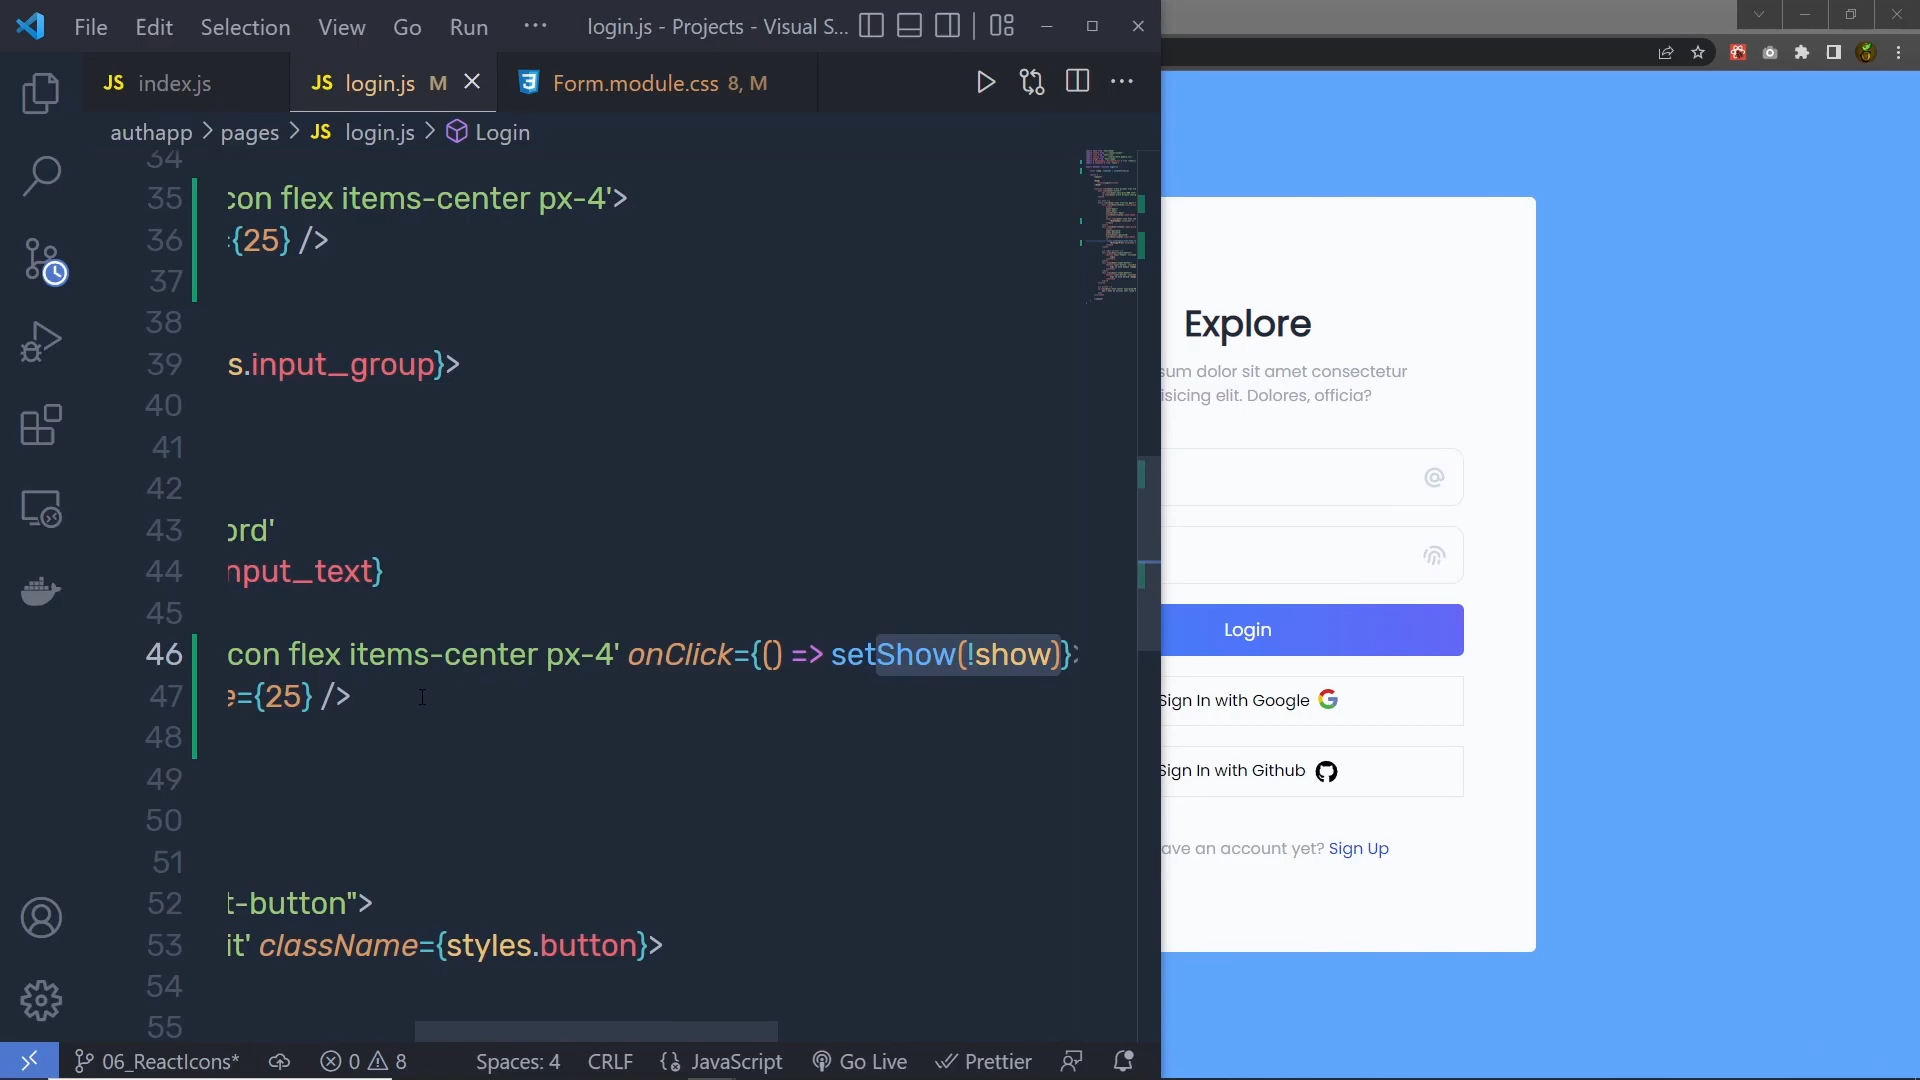 File Edit Selection View Go Run ··· login.js - Projects - Visual S...
JS index.js JS login.js M Form.module.css 8, M
authapp > pages > JS login.js > Login
34
35 con flex items-center px-4'>
36 ={25} />
37
38
39 s.input_group}>
40
41
42
43 ord'
44 nput_text}
45
46 con flex items-center px-4' onClick={() => setShow(!show)}>
47 e={25} />
48
49
50
51
52 t-button">
53 it' className={styles.button}>
54
55
06_ReactIcons* 0 8 Spaces: 4 CRLF {} JavaScript Go Live Prettier
Explore
sum dolor sit amet consectetur
isicing elit. Dolores, officia?
Login
Sign In with Google
Sign In with Github
ave an account yet? Sign Up